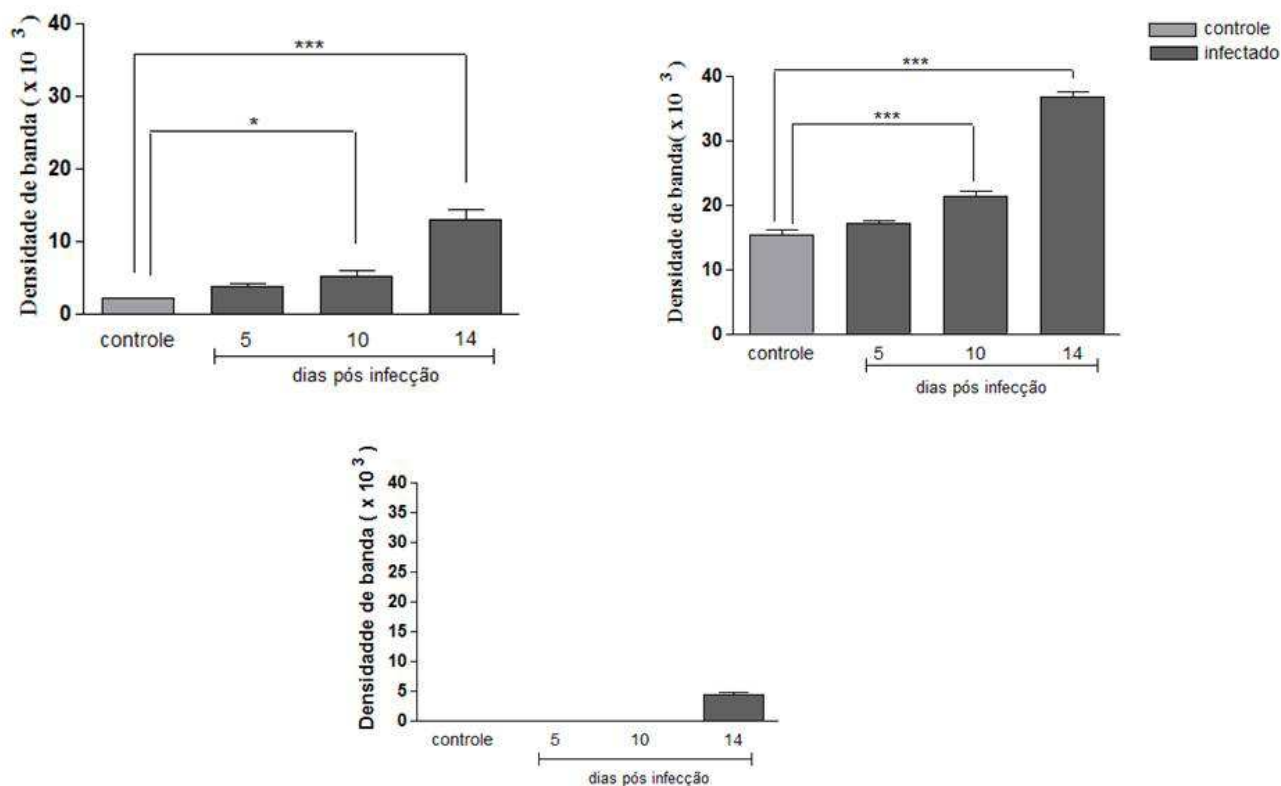 Densidade de banda ( x 10 3 )
40
30
20
10
0
***
*
controle
5
10
14
dias pós infecção
controle
infectado
Densidade de banda( x 10 3 )
40
30
20
10
0
***
***
controle
5
10
14
dias pós infecção
Densidadde de banda ( x 10 3 )
40
35
30
25
20
15
10
5
0
controle
5
10
14
dias pós infecção